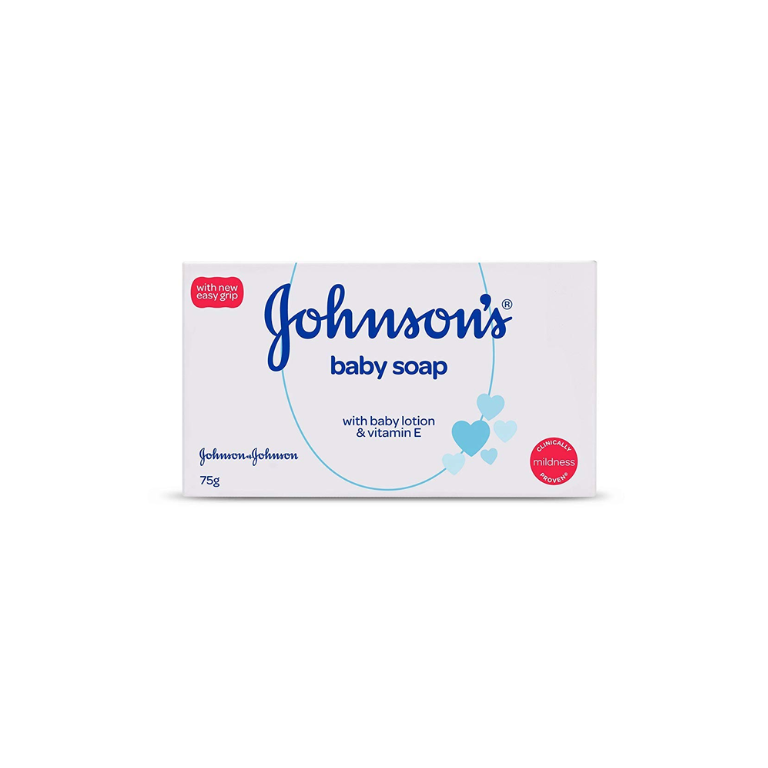 with new
easy grip
Johnson's®
baby soap
with baby lotion
& vitamin E
Johnson & Johnson
75g
CLINICALLY
mildness
PROVEN®